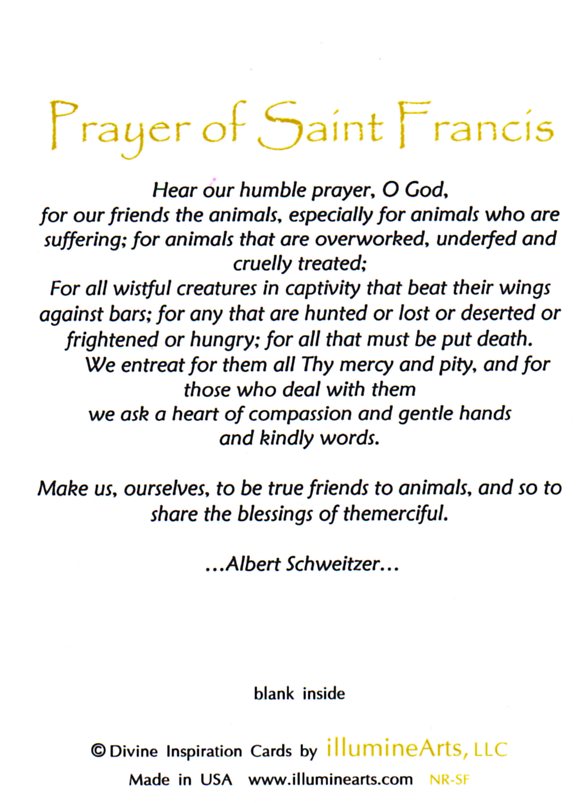 Prayer of Saint Francis
Hear our humble prayer, O God,
for our friends the animals, especially for animals who are
suffering; for animals that are overworked, underfed and
cruelly treated;
For all wistful creatures in captivity that beat their wings
against bars; for any that are hunted or lost or deserted or
frightened or hungry; for all that must be put death.
We entreat for them all Thy mercy and pity, and for
those who deal with them
we ask a heart of compassion and gentle hands
and kindly words.
Make us, ourselves, to be true friends to animals, and so to
share the blessings of themerciful.
...Albert Schweitzer...
blank inside
© Divine Inspiration Cards by illumineArts, LLC
Made in USA www.illuminearts.com NR-SF